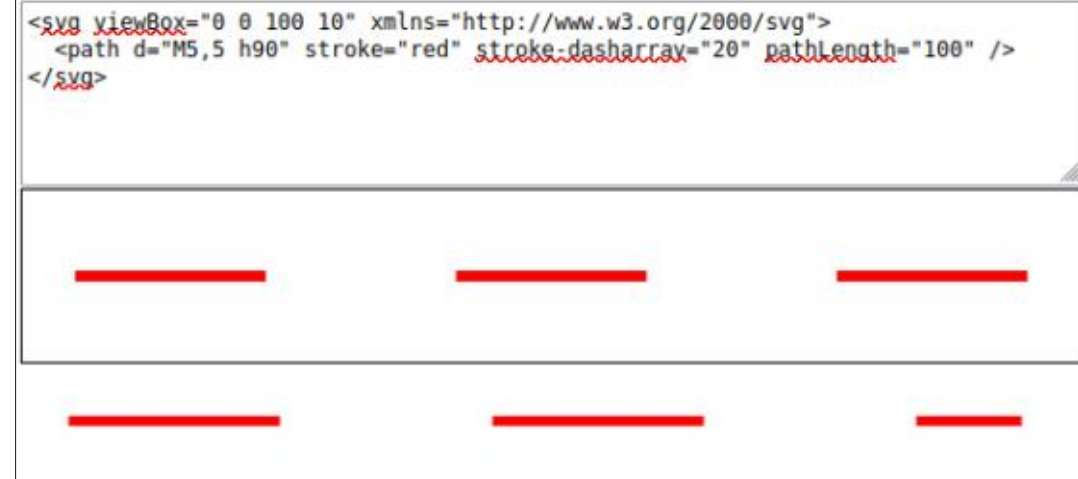 <svg viewBox="0 0 100 10" xmlns="http://www.w3.org/2000/svg">
  <path d="M5,5 h90" stroke="red" stroke-dasharray="20" pathLength="100" />
</svg>